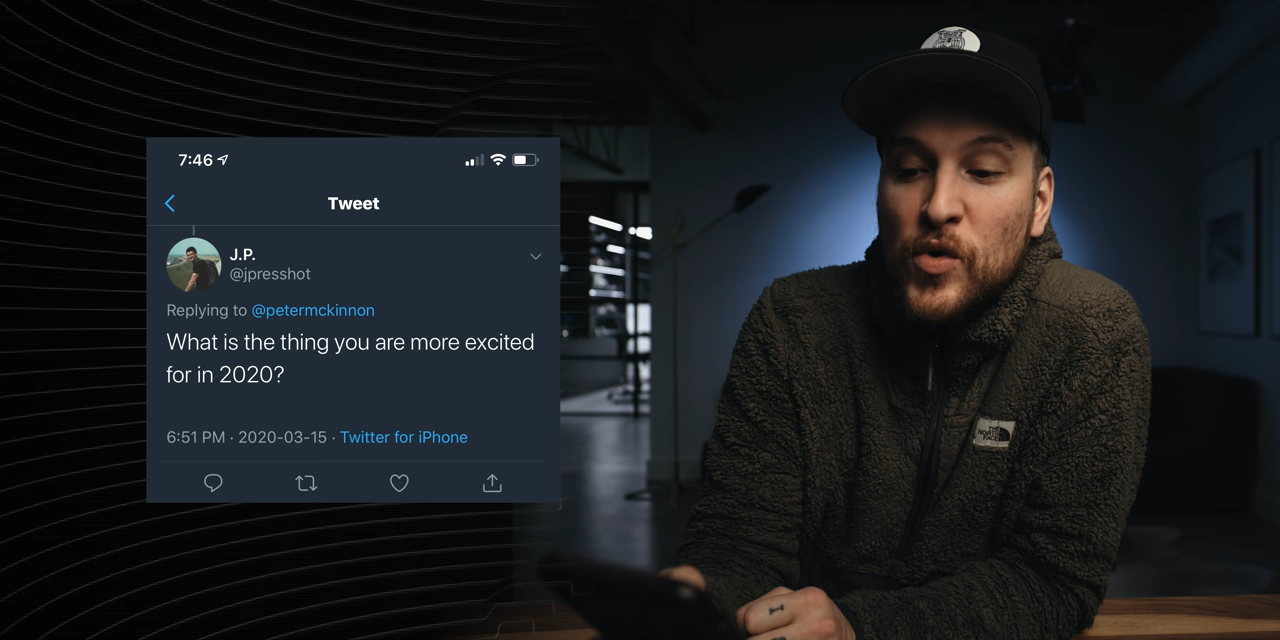 7:46
Tweet
J.P.
@jpresshot
Replying to @petermckinnon
What is the thing you are more excited
for in 2020?
6:51 PM · 2020-03-15 · Twitter for iPhone
THE
NORTH
FACE